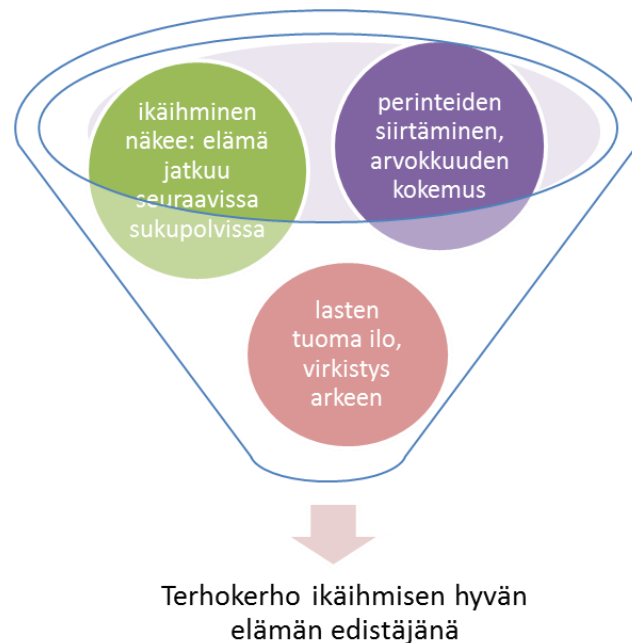 ikäihminen
näkee: elämä
jatkuu
seuraavissa
sukupolvissa
perinteiden
siirtäminen,
arvokkuuden
kokemus
lasten
tuoma ilo,
virkistys
arkeen
Terhokerho ikäihmisen hyvän
elämän edistäjänä